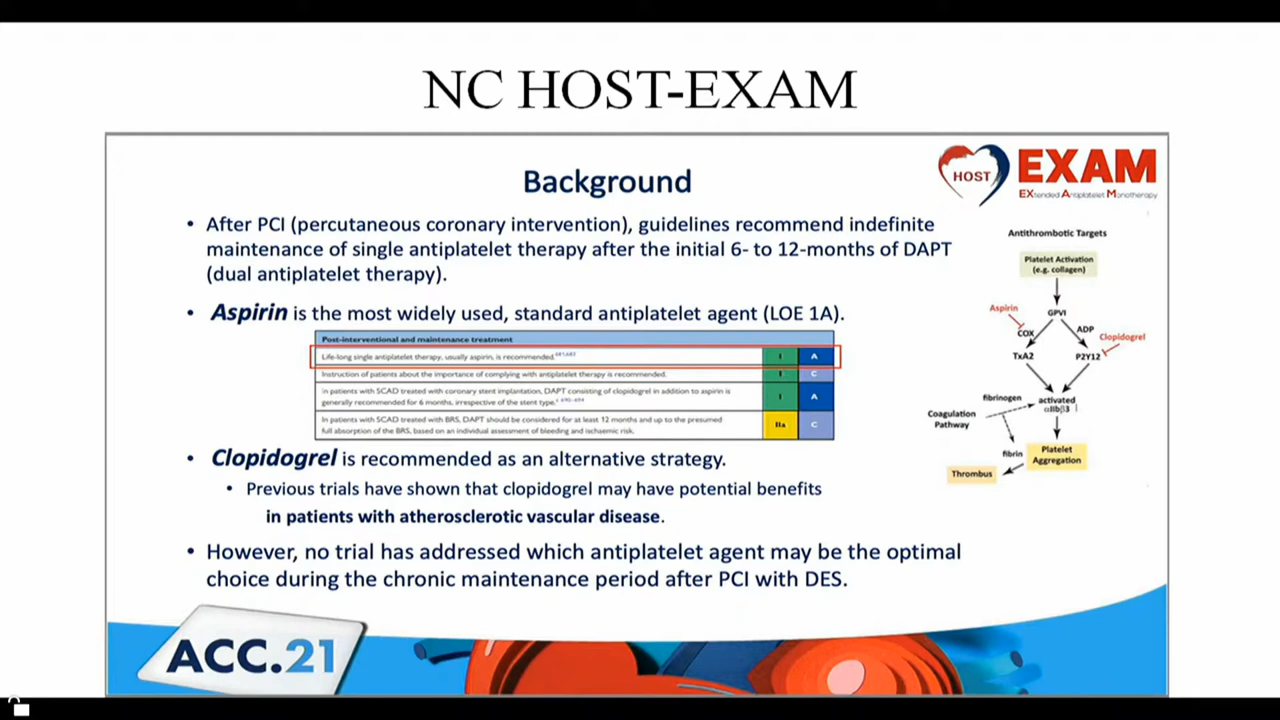 NC HOST-EXAM
Background
HOST
EXAM
EXtended Antiplatelet Monotherapy
• After PCI (percutaneous coronary intervention), guidelines recommend indefinite
maintenance of single antiplatelet therapy after the initial 6- to 12-months of DAPT
(dual antiplatelet therapy).
• Aspirin is the most widely used, standard antiplatelet agent (LOE 1A).
Post-interventional and maintenance treatment
Life-long single antiplatelet therapy, usually aspirin, is recommended.681,682 I A
Instruction of patients about the importance of complying with antiplatelet therapy is recommended. I C
In patients with SCAD treated with coronary stent implantation, DAPT consisting of clopidogrel in addition to aspirin is
generally recommended for 6 months, irrespective of the stent type. 690–694 I A
In patients with SCAD treated with BRS, DAPT should be considered for at least 12 months and up to the presumed
full absorption of the BRS, based on an individual assessment of bleeding and ischaemic risk. IIa C
• Clopidogrel is recommended as an alternative strategy.
• Previous trials have shown that clopidogrel may have potential benefits
in patients with atherosclerotic vascular disease.
• However, no trial has addressed which antiplatelet agent may be the optimal
choice during the chronic maintenance period after PCI with DES.
Antithrombotic Targets
Platelet Activation
(e.g. collagen)
Aspirin
GPVI
COX
ADP
Clopidogrel
TxA2
P2Y12
fibrinogen
activated
αIIbβ3
Coagulation
Pathway
fibrin
Platelet
Aggregation
Thrombus
ACC.21